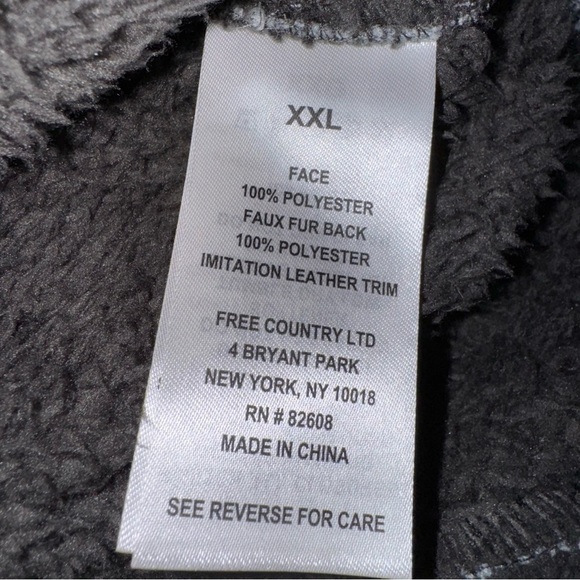 XXL
FACE
100% POLYESTER
FAUX FUR BACK
100% POLYESTER
IMITATION LEATHER TRIM
FREE COUNTRY LTD
4 BRYANT PARK
NEW YORK, NY 10018
RN # 82608
MADE IN CHINA
SEE REVERSE FOR CARE